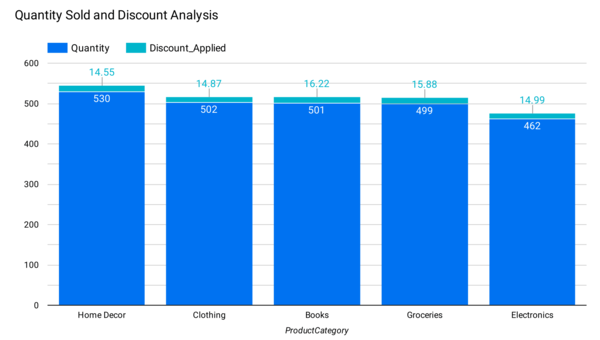 Quantity Sold and Discount Analysis
Quantity Discount_Applied
600
14.55 14.87 16.22 15.88 14.99
500
530 502 501 499 462
400
300
200
100
0
Home Decor Clothing Books Groceries Electronics
ProductCategory